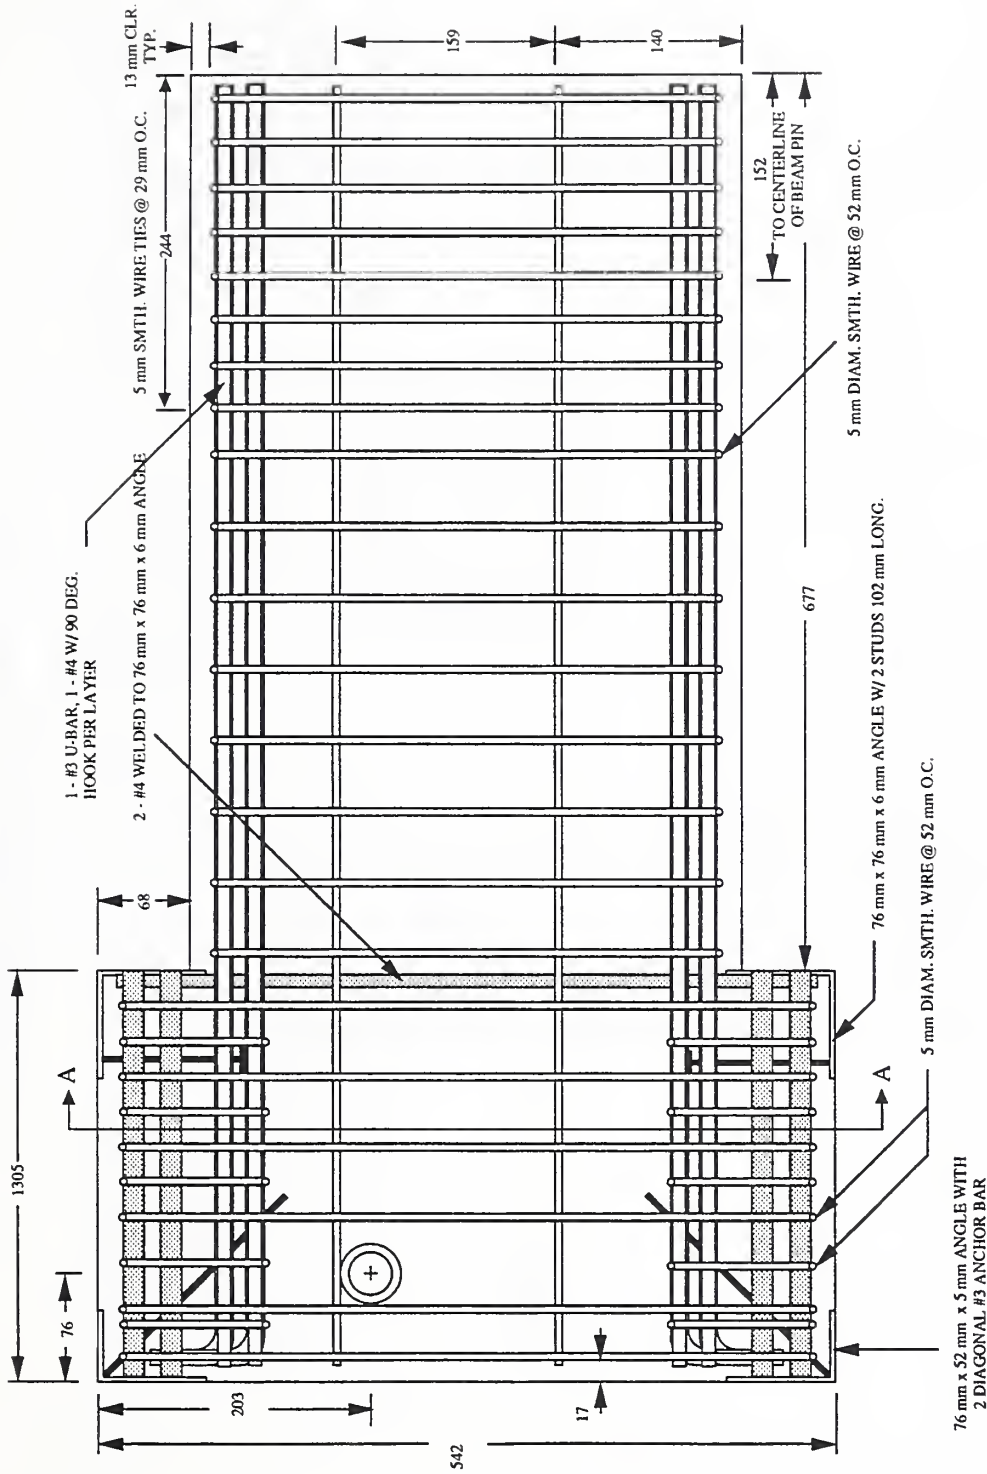 1305
68
1 - #3 U-BAR, 1 - #4 W/ 90 DEG.
HOOK PER LAYER
2 - #4 WELDED TO 76 mm x 76 mm x 6 mm ANGLE
5 mm SMTH. WIRE TIES @ 29 mm O.C.
244
13 mm CLR.
TYP.
159
140
152
TO CENTERLINE
OF BEAM PIN
677
5 mm DIAM. SMTH. WIRE @ 52 mm O.C.
76 mm x 76 mm x 6 mm ANGLE W/ 2 STUDS 102 mm LONG.
5 mm DIAM. SMTH. WIRE @ 52 mm O.C.
76 mm x 52 mm x 5 mm ANGLE WITH
2 DIAGONAL #3 ANCHOR BAR
A
A
76
203
17
542